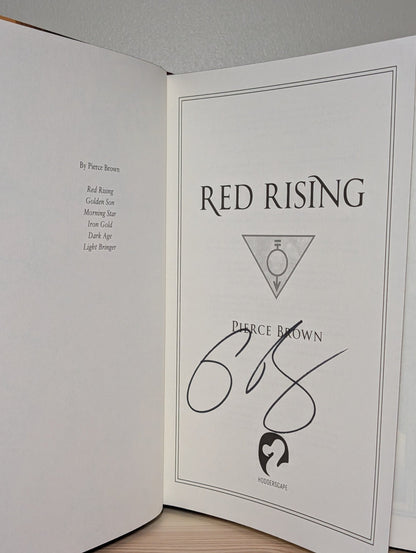 By Pierce Brown
Red Rising
Golden Son
Morning Star
Iron Gold
Dark Age
Light Bringer
RED RISING
PIERCE BROWN
HODDERSCAPE